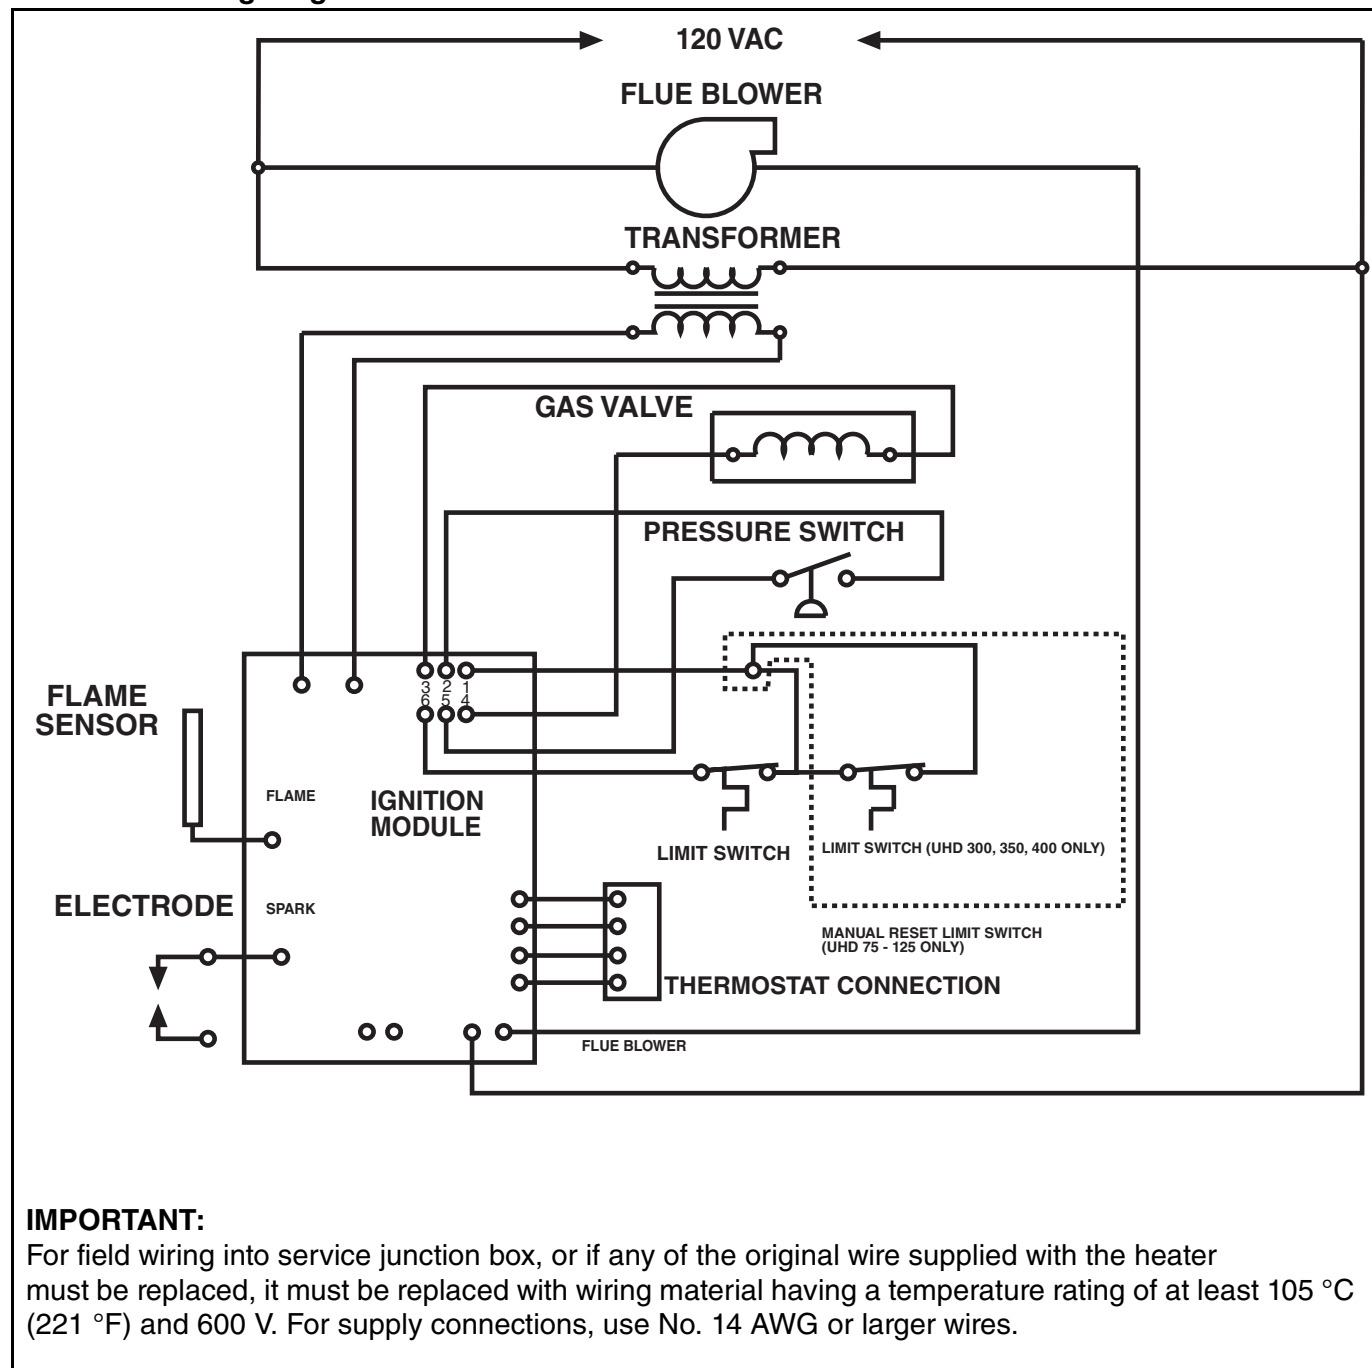 120 VAC
FLUE BLOWER
TRANSFORMER
GAS VALVE
PRESSURE SWITCH
3 2 1
6 5 4
FLAME
SENSOR
FLAME
IGNITION
MODULE
LIMIT SWITCH
LIMIT SWITCH (UHD 300, 350, 400 ONLY)
ELECTRODE
SPARK
MANUAL RESET LIMIT SWITCH
(UHD 75 - 125 ONLY)
THERMOSTAT CONNECTION
FLUE BLOWER
IMPORTANT:
For field wiring into service junction box, or if any of the original wire supplied with the heater
must be replaced, it must be replaced with wiring material having a temperature rating of at least 105 °C
(221 °F) and 600 V. For supply connections, use No. 14 AWG or larger wires.